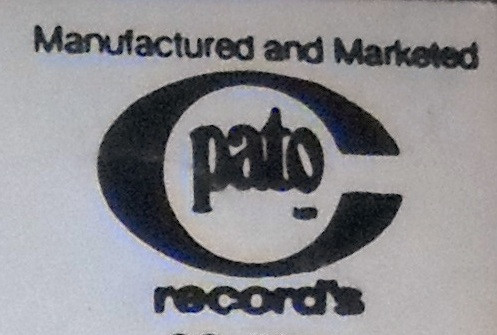 Manufactured and Marketed
pato
record's